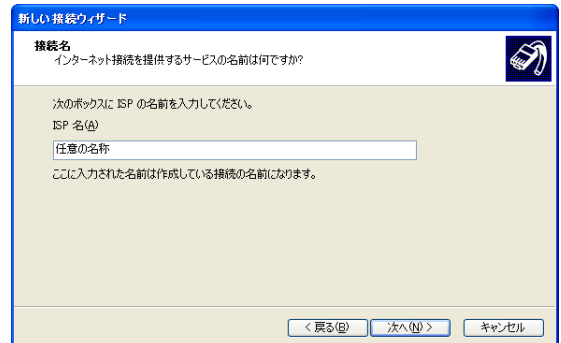 新しい接続ウィザード
接続名
インターネット接続を提供するサービスの名前は何ですか?
次のボックスに ISP の名前を入力してください。
ISP 名(A)
任意の名称
ここに入力された名前は作成している接続の名前になります。
< 戻る(B) 次へ(N) > キャンセル